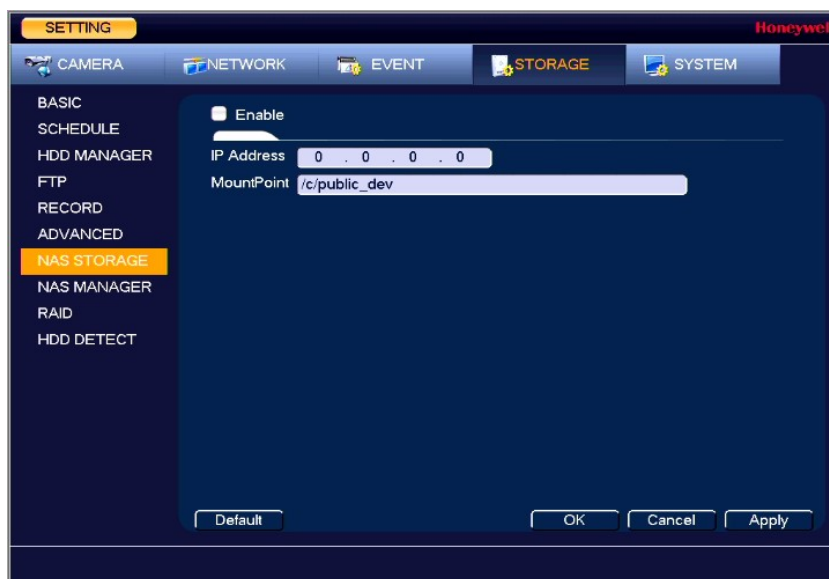 SETTING
Honeywell
CAMERA NETWORK EVENT STORAGE SYSTEM
BASIC
SCHEDULE
HDD MANAGER
FTP
RECORD
ADVANCED
NAS STORAGE
NAS MANAGER
RAID
HDD DETECT
Enable
IP Address 0 . 0 . 0 . 0
MountPoint /c/public_dev
Default OK Cancel Apply